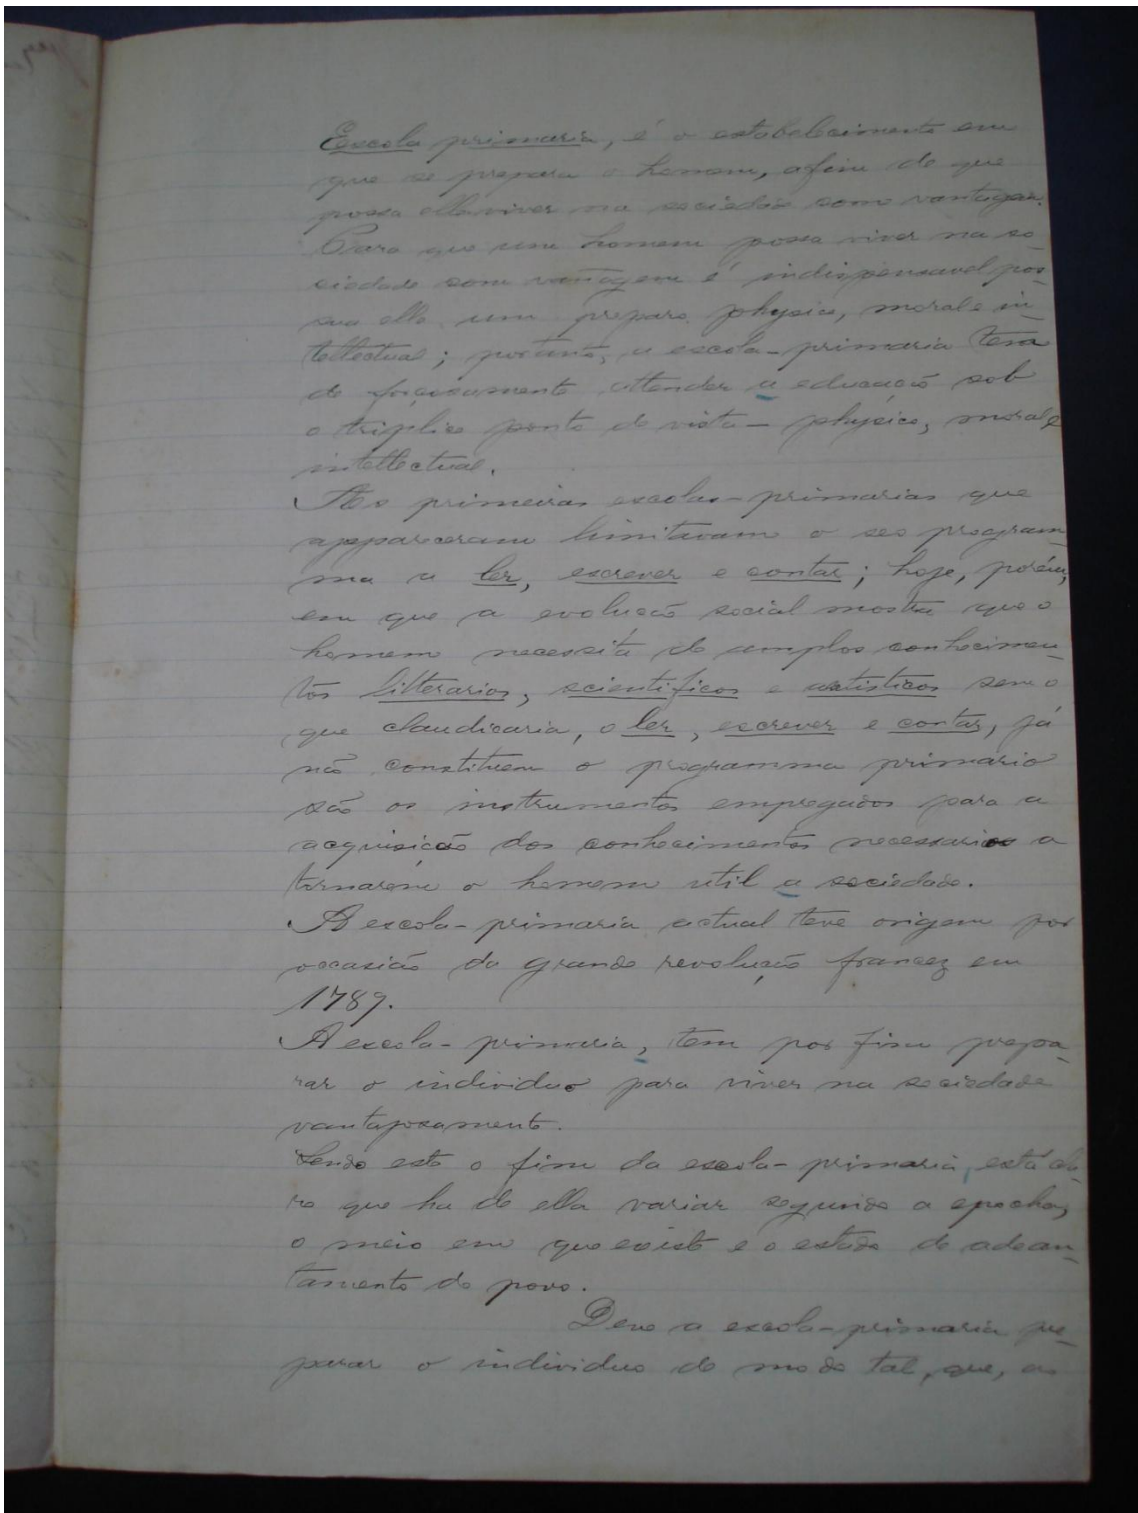 Escola primaria, é o estabelecimento em
que se prepara o homem, afim de que
possa elle viver na sociedade com vantagem.
Para que um homem possa viver na so-
ciedade com vantagem é indispensavel pos-
sua elle um preparo physico, moral e in-
tellectual; portanto, a escola-primaria tem
de forçosamente attender a educação sob
o triplice ponto de vista - physico, moral e
intellectual.
As primeiras escolas-primarias que
appareceram limitavam o seo program-
ma a ler, escrever e contar; hoje, porém,
em que a evolução social mostra que o
homem necessita de amplos conhecimen-
tos litterarios, scientificos e artisticos sem o
que claudicaria, o ler, escrever e contar, já
não constituem o programma primario
são os instrumentos empregados para a
acquisição dos conhecimentos necessarios a
tornarem o homem util a sociedade.
A escola-primaria actual teve origem por
occasião da grande revolução francez em
1789.
A escola-primaria, tem por fim prepa-
rar o individuo para viver na sociedade
vantajosamente.
Sendo este o fim da escola-primaria, está cla-
ro que ha de ella variar segundo a epocha,
o meio em que existe e o estado de adean-
tamento do povo.
Deve a escola-primaria pre-
parar o individuo de modo tal, que, ao